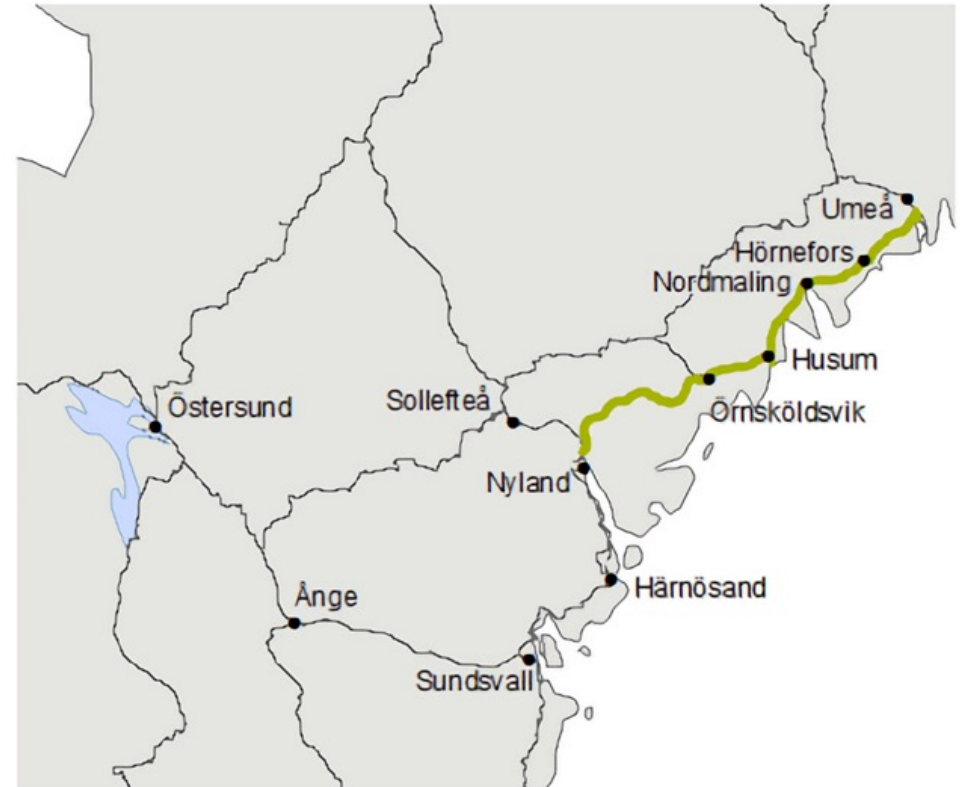 Umeå
Hörnefors
Nordmaling
Husum
Östersund
Sollefteå
Örnsköldsvik
Nyland
Härnösand
Ånge
Sundsvall